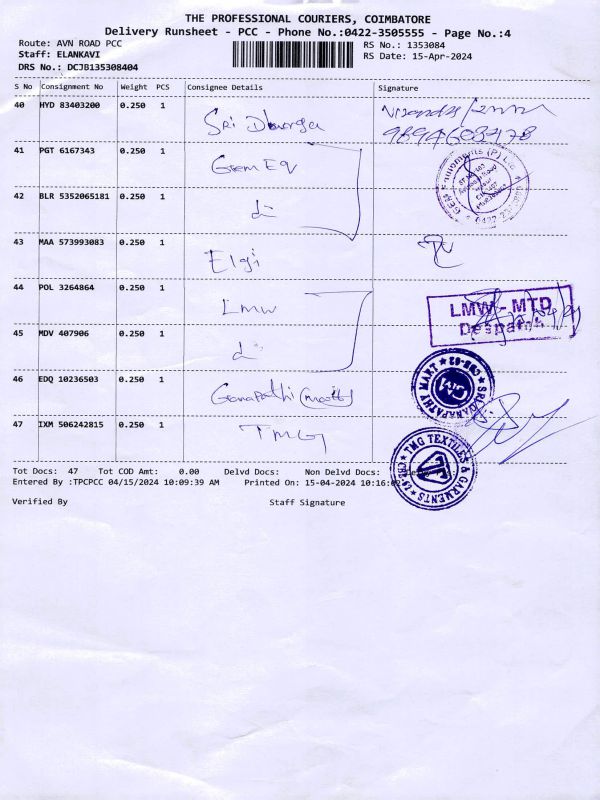 THE PROFESSIONAL COURIERS, COIMBATORE
Delivery Runsheet - PCC - Phone No.:0422-3505555 - Page No.:4
Route: AVN ROAD PCC
RS No.: 1353084
Staff: ELANKAVI
RS Date: 15-Apr-2024
DRS No.: DCJB135308404
S No Consignment No Weight PCS Consignee Details Signature
40 HYD 83403200 0.250 1 Sri
41 PGT 6167343 0.250 1 Gem Eq
42 BLR 5352065181 0.250 1
43 MAA 573993083 0.250 1 Elgi
44 POL 3264864 0.250 1 LMW
LMW - MTD
Despatch
45 MDV 407906 0.250 1
46 EDQ 10236503 0.250 1 Ganapathi (Mart)
47 IXM 506242815 0.250 1 TMG
TMG TEXTILES & GARMENTS
Tot Docs: 47 Tot COD Amt: 0.00 Delvd Docs: Non Delvd Docs:
Entered By :TPCPCC 04/15/2024 10:09:39 AM Printed On: 15-04-2024 10:16:02
Verified By Staff Signature